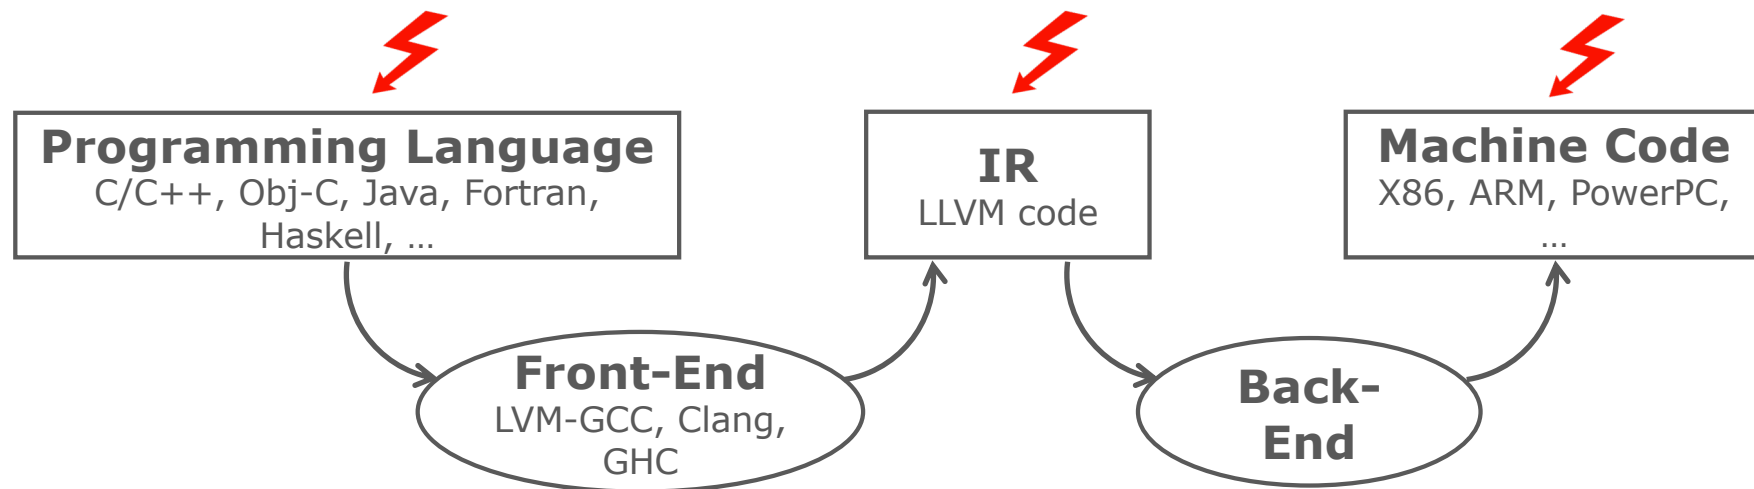 Programming Language
C/C++, Obj-C, Java, Fortran,
Haskell, …
IR
LLVM code
Machine Code
X86, ARM, PowerPC,
…
Front-End
LVM-GCC, Clang,
GHC
Back-
End